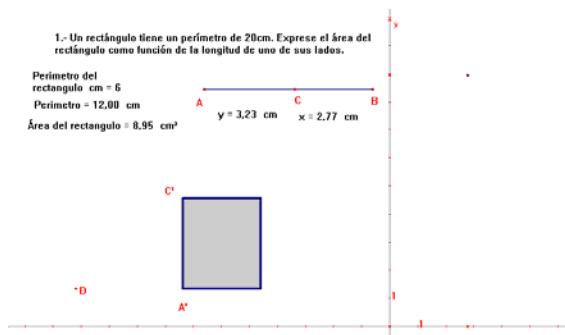 1.- Un rectángulo tiene un perímetro de 20cm. Exprese el área del
rectángulo como función de la longitud de uno de sus lados.
Perimetro del
rectangulo cm = 6
Perimetro = 12,00 cm
Área del rectangulo = 8,95 cm²
A
C
B
y = 3,23 cm
x = 2,77 cm
y
C'
D
A'
1
1